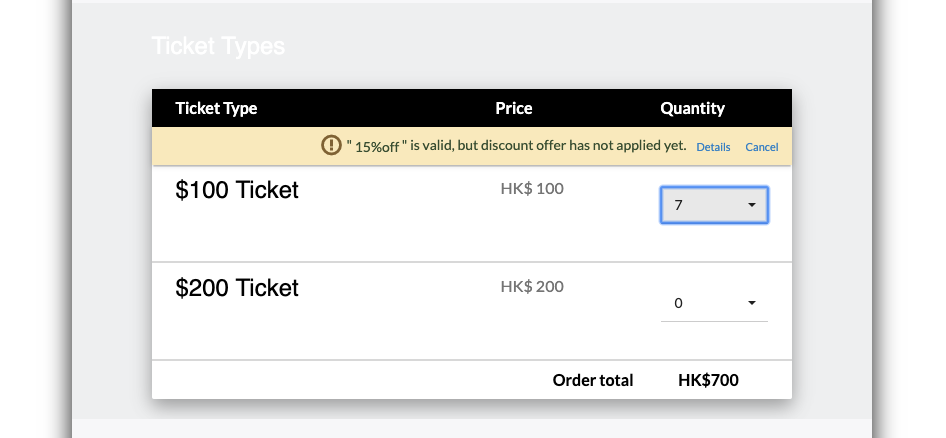 Ticket Types
Ticket Type Price Quantity
" 15%off " is valid, but discount offer has not applied yet. Details Cancel
$100 Ticket HK$ 100 7
$200 Ticket HK$ 200 0
Order total HK$700